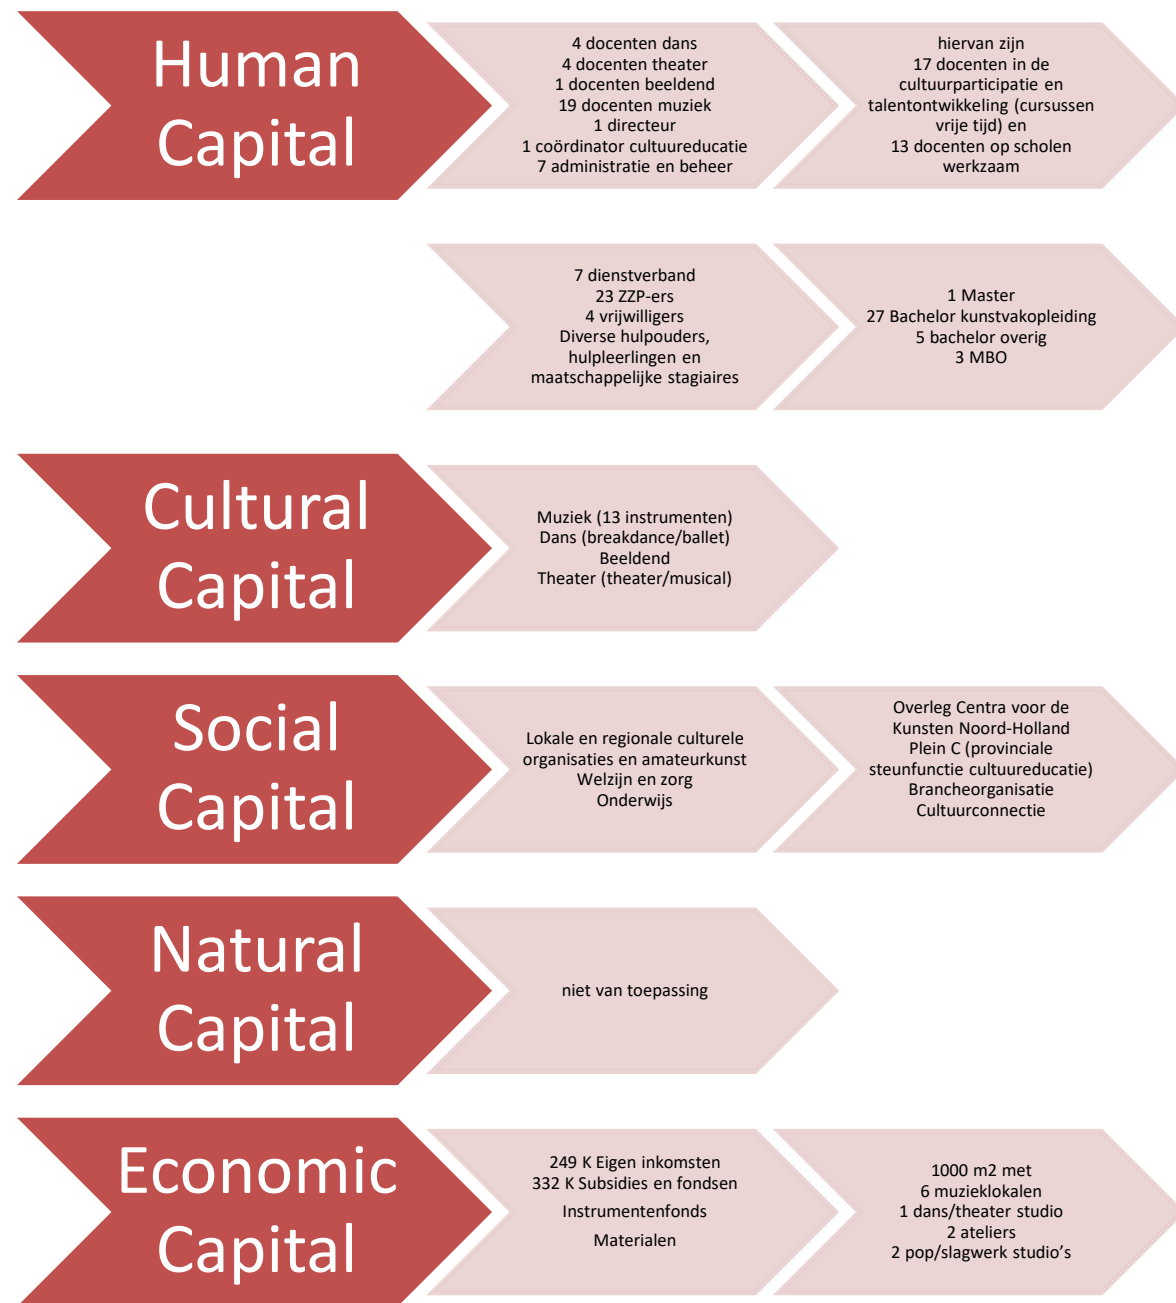 Human
Capital
4 docenten dans
4 docenten theater
1 docenten beeldend
19 docenten muziek
1 directeur
1 coördinator cultuureducatie
7 administratie en beheer
hiervan zijn
17 docenten in de
cultuurparticipatie en
talentontwikkeling (cursussen
vrije tijd) en
13 docenten op scholen
werkzaam
7 dienstverband
23 ZZP-ers
4 vrijwilligers
Diverse hulpouders,
hulpleerlingen en
maatschappelijke stagiaires
1 Master
27 Bachelor kunstvakopleiding
5 bachelor overig
3 MBO
Cultural
Capital
Muziek (13 instrumenten)
Dans (breakdance/ballet)
Beeldend
Theater (theater/musical)
Social
Capital
Lokale en regionale culturele
organisaties en amateurkunst
Welzijn en zorg
Onderwijs
Overleg Centra voor de
Kunsten Noord-Holland
Plein C (provinciale
steunfunctie cultuureducatie)
Brancheorganisatie
Cultuurconnectie
Natural
Capital
niet van toepassing
Economic
Capital
249 K Eigen inkomsten
332 K Subsidies en fondsen
Instrumentenfonds
Materialen
1000 m2 met
6 muzieklokalen
1 dans/theater studio
2 ateliers
2 pop/slagwerk studio’s